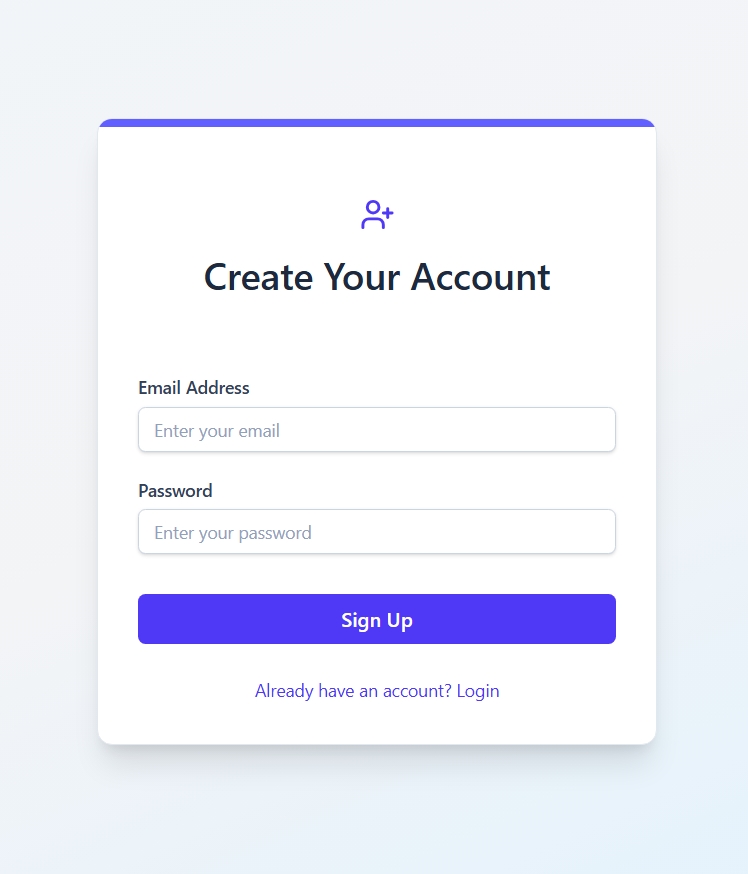 Create Your Account
Email Address
Enter your email
Password
Enter your password
Sign Up
Already have an account? Login